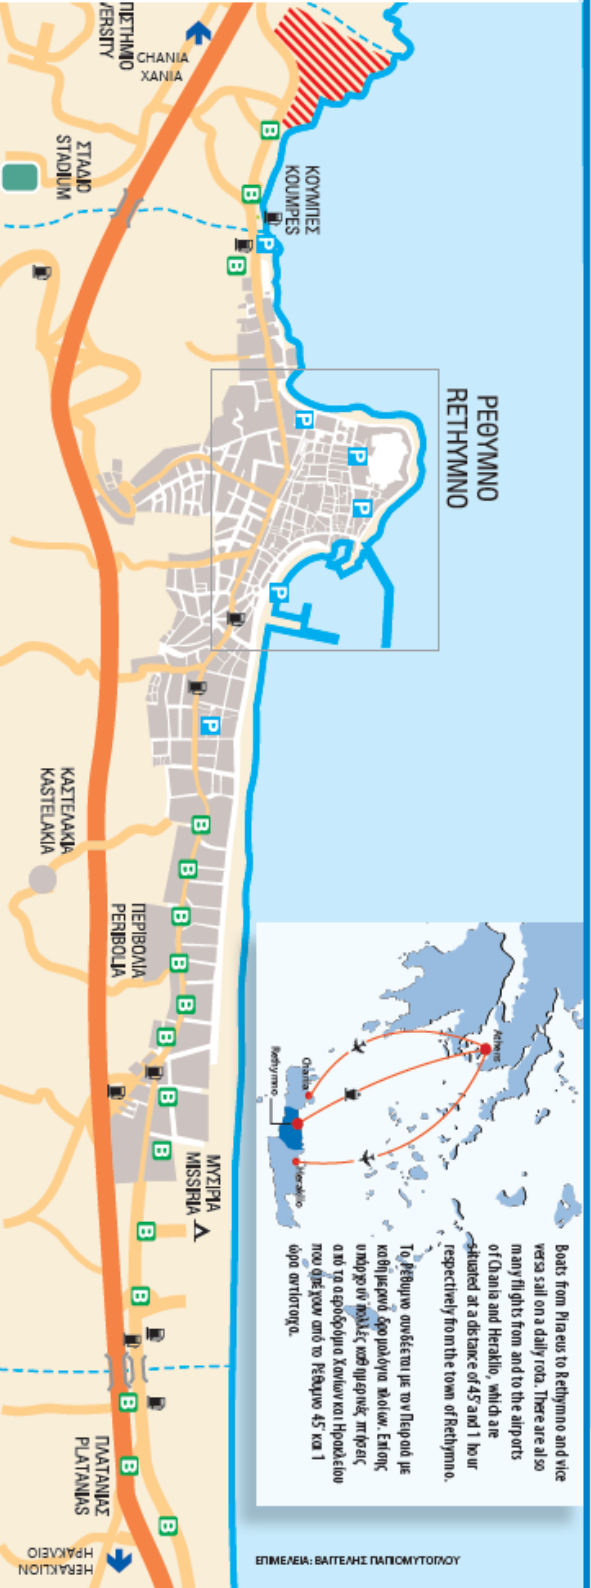 ΠΙΣΤΗΜΙΟ
VERSITY
CHANIA
ΧΑΝΙΑ
ΣΤΑΔΙΟ
STADIUM
ΚΟΥΜΠΕΣ
KOUMPES
B
B
P
B
ΡΕΘΥΜΝΟ
RETHYMNO
P
P
P
P
P
ΚΑΣΤΕΛΑΚΙΑ
KASTELAKIA
ΠΕΡΙΒΟΛΙΑ
PERIBOLIA
B
B
B
B
B
B
B
B
ΜΥΣΙΡΙΑ
MISSIRIA
B
B
B
B
B
ΠΛΑΤΑΝΙΑΣ
PLATANIAS
HERAKLION
ΗΡΑΚΛΕΙΟ
Athens
Chania
Rethymno
Heraklio
Boats from Piraeus to Rethymno and vice
versa sail on a daily rota. There are also
many flights from and to the airports
of Chania and Heraklio, which are
situated at a distance of 45' and 1 hour
respectively from the town of Rethymno.
Το Ρέθυμνο συνδέεται με τον Πειραιά με
καθημερινά δρομολόγια πλοίων. Επίσης
υπάρχουν πολλές καθημερινές πτήσεις
από τα αεροδρόμια Χανίων και Ηρακλείου
που απέχουν από το Ρέθυμνο 45' και 1
ώρα αντίστοιχα.
ΕΠΙΜΕΛΕΙΑ: ΒΑΓΓΕΛΗΣ ΠΑΠΙΟΜΥΤΟΓΛΟΥ